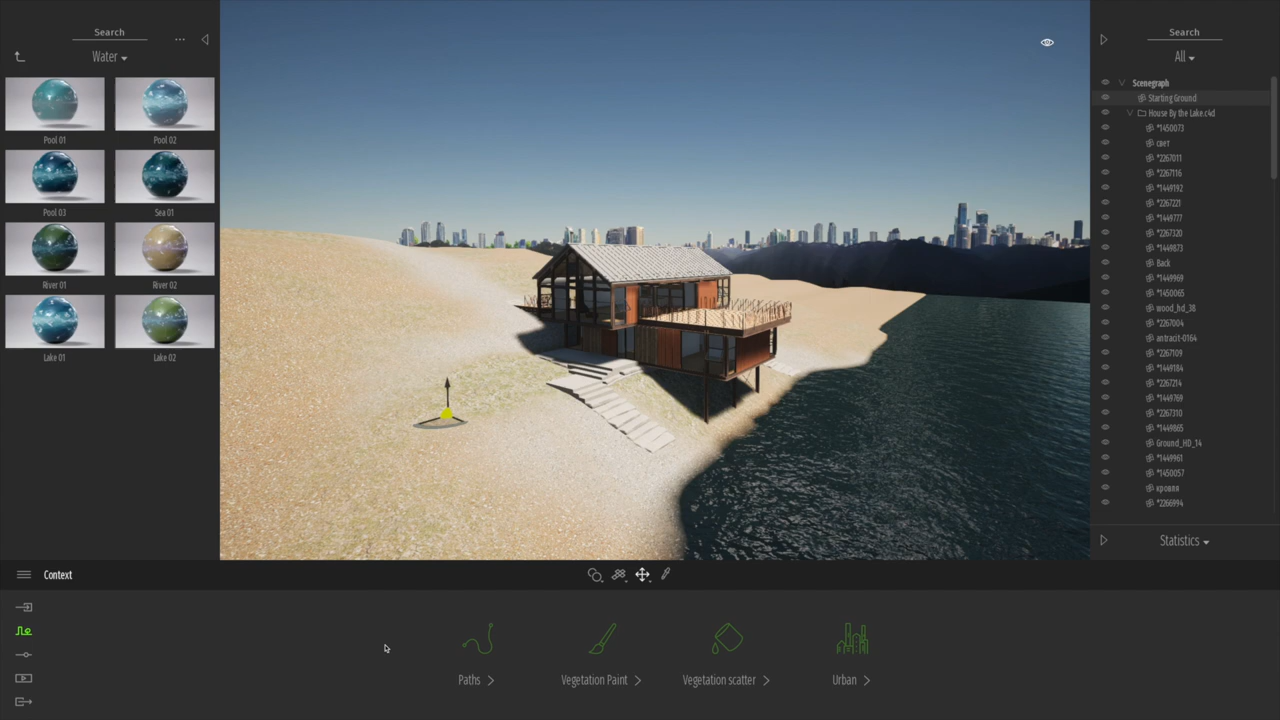 Search
Water
Pool 01
Pool 02
Pool 03
Sea 01
River 01
River 02
Lake 01
Lake 02
Search
All
Scenegraph
Starting Ground
House By the Lake.c4d
*1450073
свет
*2267011
*2267116
*1449192
*2267221
*1449777
*2267320
*1449873
Back
*1449969
*1450065
wood_hd_38
*2267004
antracit-0164
*2267109
*1449184
*2267214
*1449769
*2267310
*1449865
Ground_HD_14
*1449961
*1450057
кровля
*2266994
Statistics
Context
Paths
Vegetation Paint
Vegetation scatter
Urban